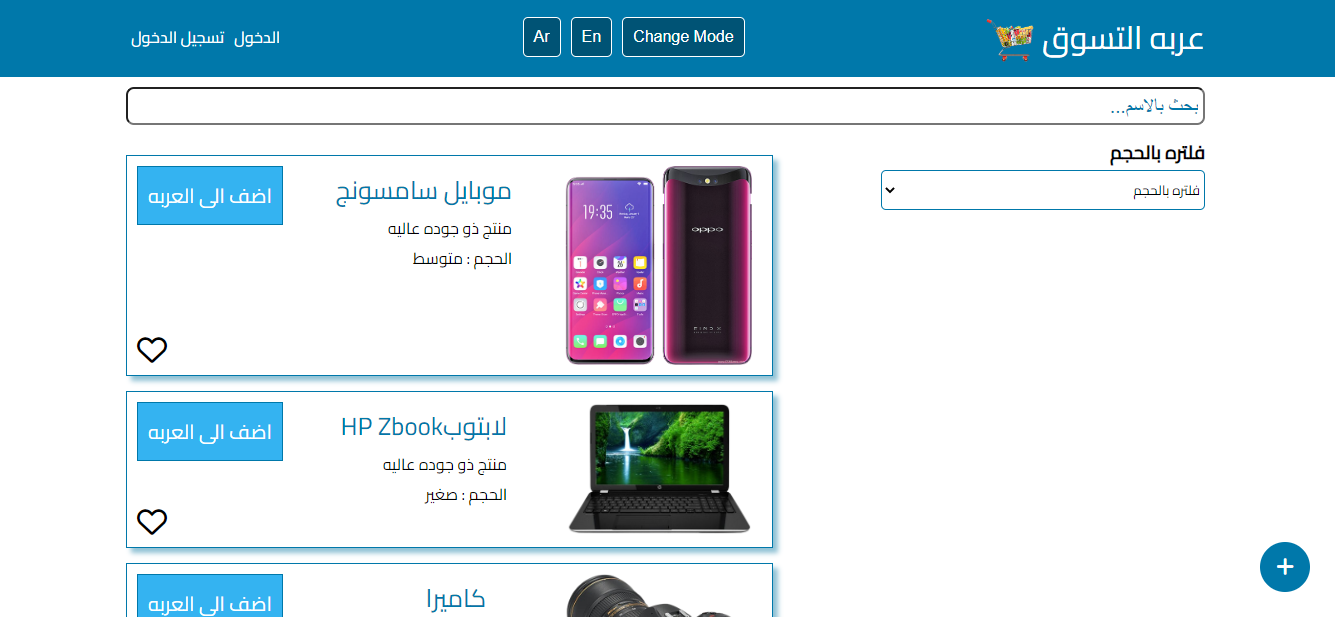 عربه التسوق
Change Mode
En
Ar
الدخول
تسجيل الدخول
بحث بالاسم...
فلتره بالحجم
فلتره بالحجم
19:35
oppo
FIND X
موبايل سامسونج
منتج ذو جوده عاليه
الحجم : متوسط
اضف الى العربه
لابتوبHP Zbook
منتج ذو جوده عاليه
الحجم : صغير
اضف الى العربه
كاميرا
اضف الى العربه
+